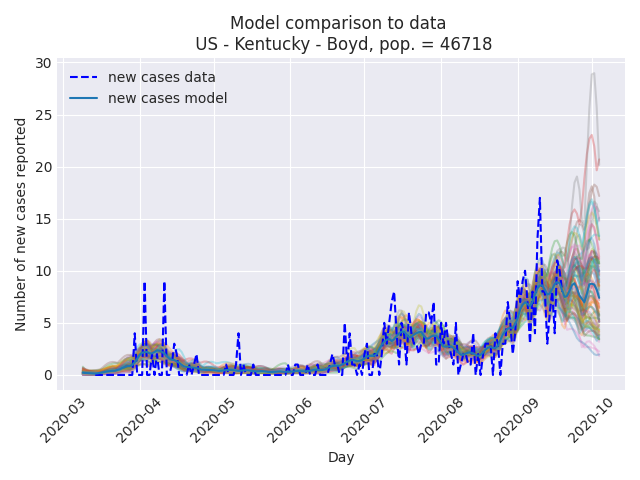 Model comparison to data
US - Kentucky - Boyd, pop. = 46718
new cases data
new cases model
Number of new cases reported
30
25
20
15
10
5
0
2020-03
2020-04
2020-05
2020-06
2020-07
2020-08
2020-09
2020-10
Day